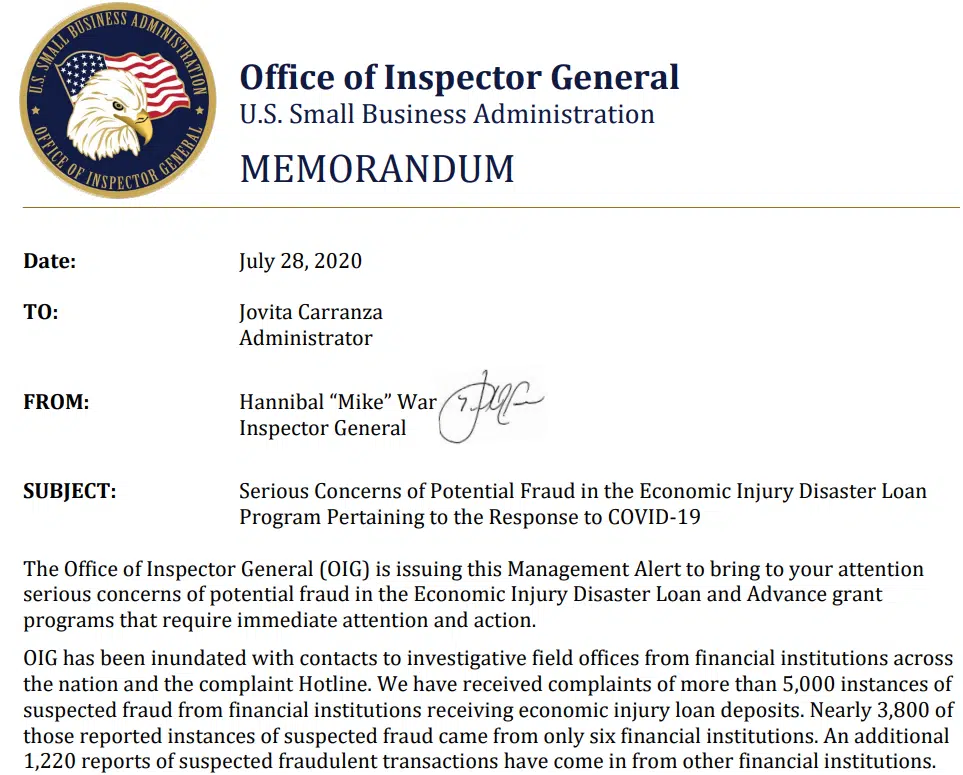 U.S. SMALL BUSINESS ADMINISTRATION
OFFICE OF INSPECTOR GENERAL
Office of Inspector General
U.S. Small Business Administration
MEMORANDUM
Date: July 28, 2020
TO: Jovita Carranza
Administrator
FROM: Hannibal “Mike” War
Inspector General
SUBJECT: Serious Concerns of Potential Fraud in the Economic Injury Disaster Loan
Program Pertaining to the Response to COVID-19
The Office of Inspector General (OIG) is issuing this Management Alert to bring to your attention
serious concerns of potential fraud in the Economic Injury Disaster Loan and Advance grant
programs that require immediate attention and action.
OIG has been inundated with contacts to investigative field offices from financial institutions across
the nation and the complaint Hotline. We have received complaints of more than 5,000 instances of
suspected fraud from financial institutions receiving economic injury loan deposits. Nearly 3,800 of
those reported instances of suspected fraud came from only six financial institutions. An additional
1,220 reports of suspected fraudulent transactions have come in from other financial institutions.